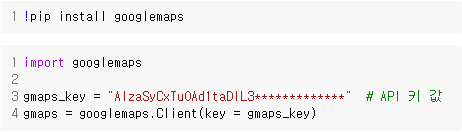 1 !pip install googlemaps
1 import googlemaps
2
3 gmaps_key = "AIzaSyCxTuOAd1taDIL3*************" # API 키 값
4 gmaps = googlemaps.Client(key = gmaps_key)